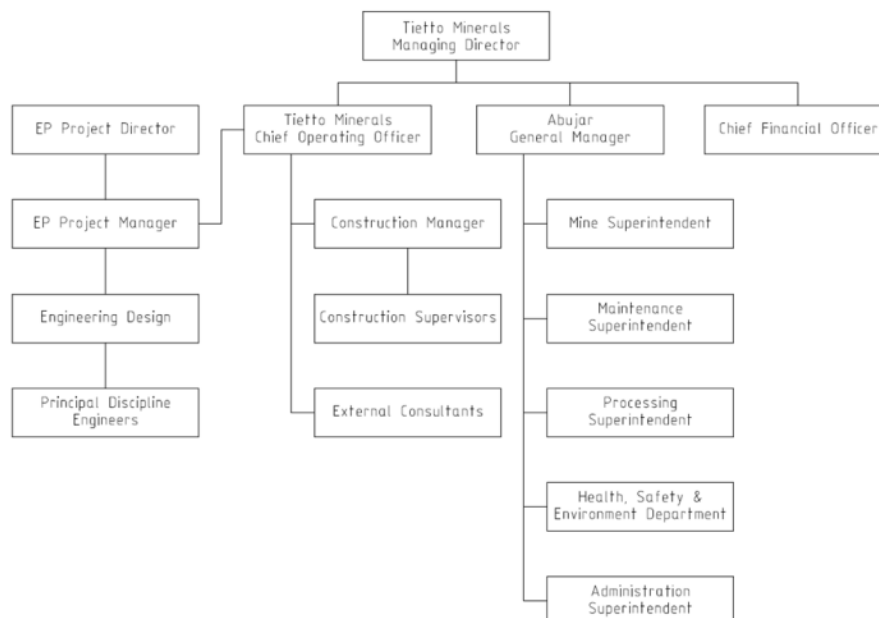 Tietto Minerals
Managing Director
EP Project Director
Tietto Minerals
Chief Operating Officer
Abujar
General Manager
Chief Financial Officer
EP Project Manager
Construction Manager
Mine Superintendent
Engineering Design
Construction Supervisors
Maintenance
Superintendent
Principal Discipline
Engineers
External Consultants
Processing
Superintendent
Health, Safety &
Environment Department
Administration
Superintendent